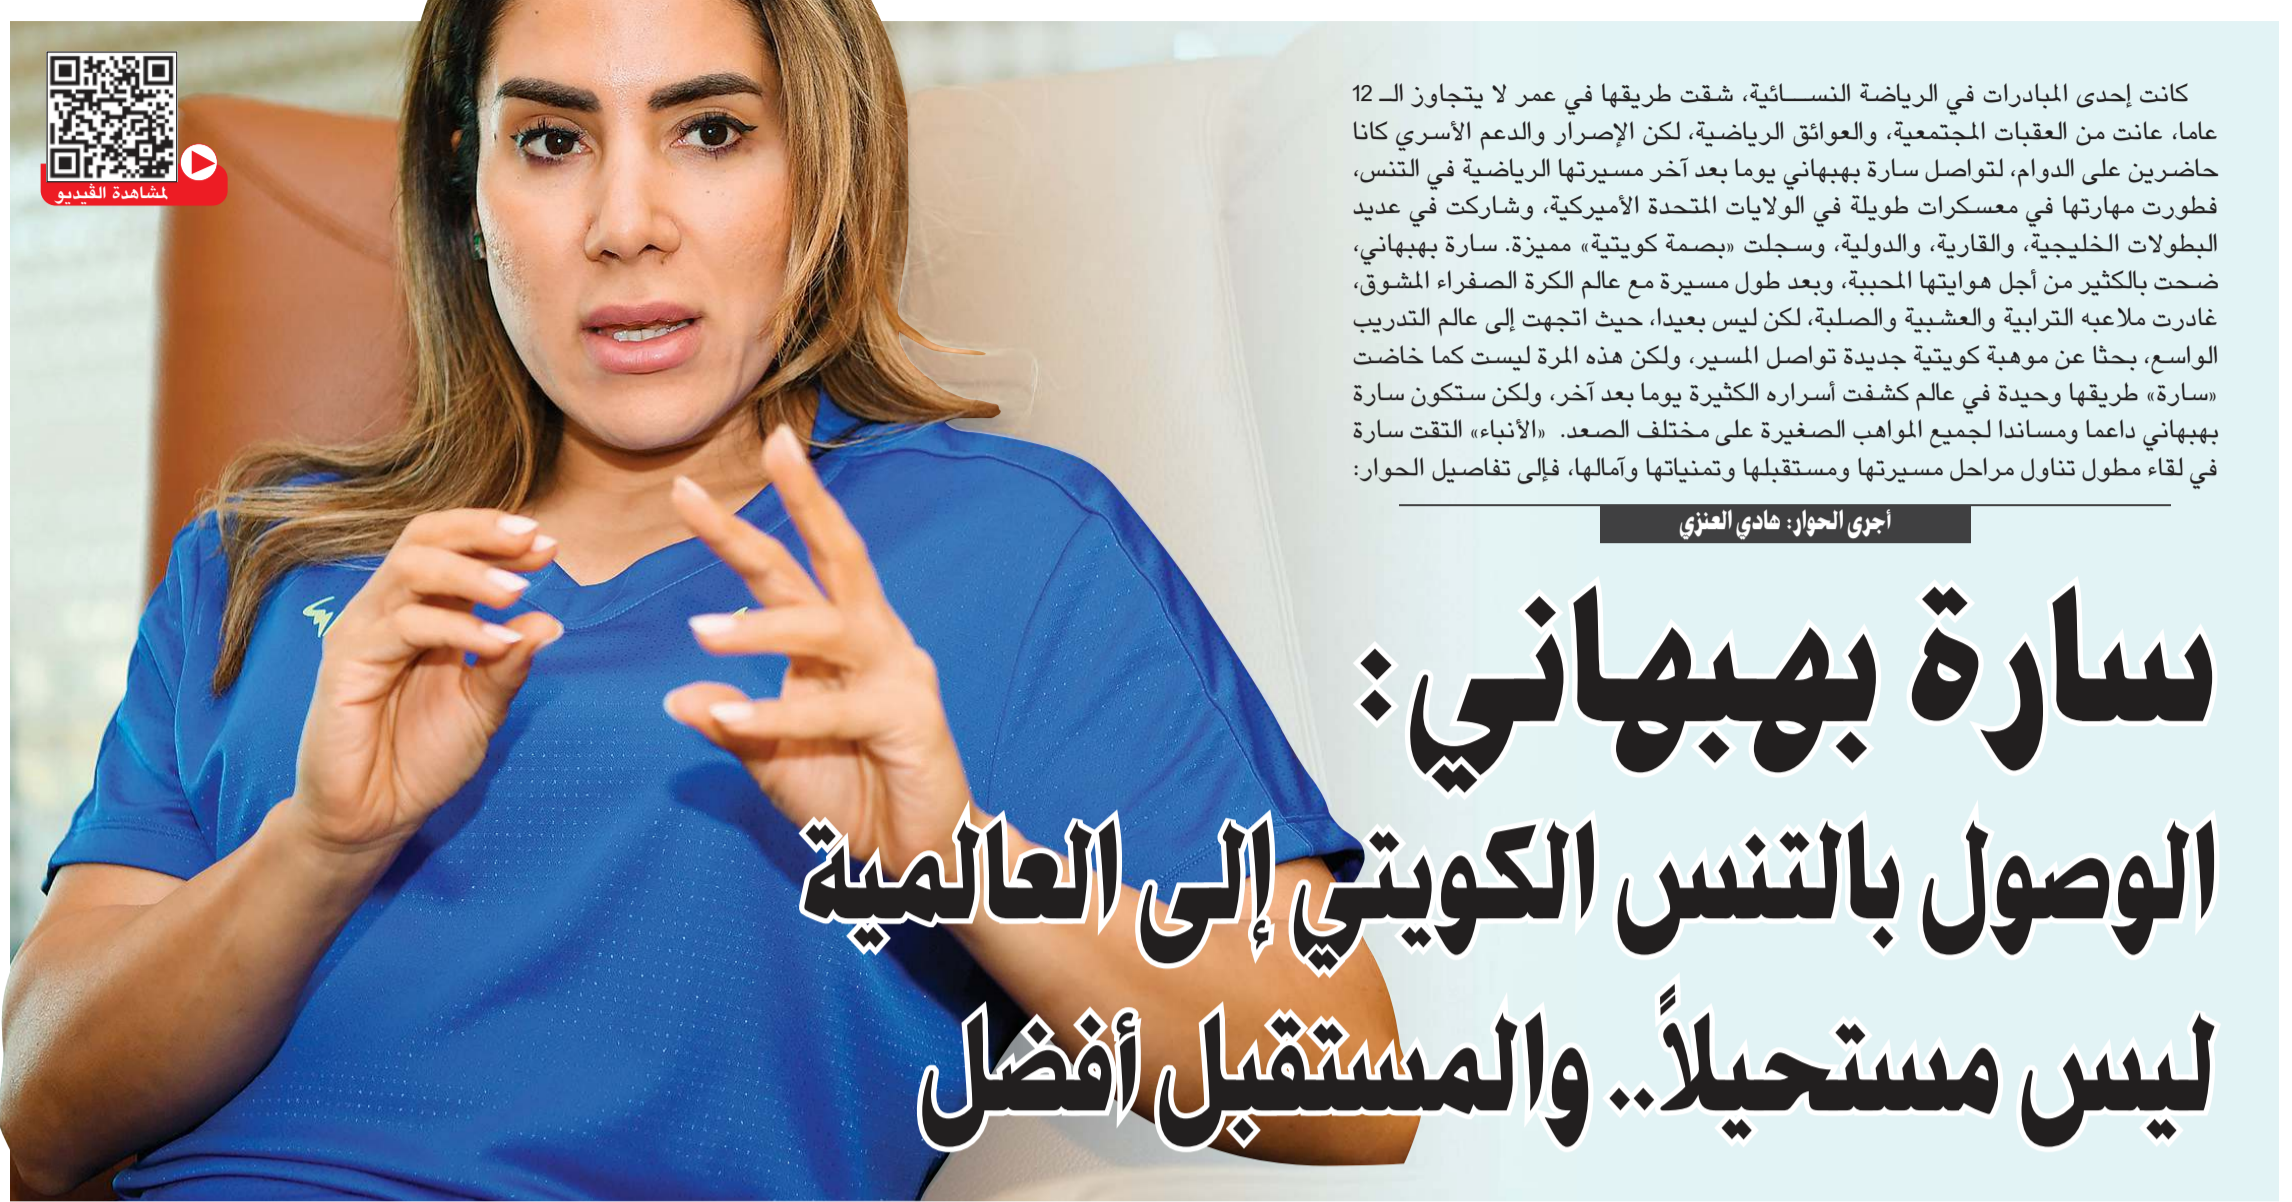 كانت إحدى المبادرات في الرياضة النســـائية، شقت طريقها في عمر لا يتجاوز الـ 12
عاما، عانت من العقبات المجتمعية، والعوائق الرياضية، لكن الإصرار والدعم الأسري كانا
حاضرين على الدوام، لتواصل سارة بهبهاني يوما بعد آخر مسيرتها الرياضية في التنس،
فطورت مهارتها في معسكرات طويلة في الولايات المتحدة الأميركية، وشاركت في عديد
البطولات الخليجية، والقارية، والدولية، وسجلت «بصمة كويتية» مميزة. سارة بهبهاني،
ضحت بالكثير من أجل هوايتها المحببة، وبعد طول مسيرة مع عالم الكرة الصفراء المشوق،
غادرت ملاعبه الترابية والعشبية والصلبة، لكن ليس بعيدا، حيث اتجهت إلى عالم التدريب
الواسع، بحثا عن موهبة كويتية جديدة تواصل المسير، ولكن هذه المرة ليست كما خاضت
«سارة» طريقها وحيدة في عالم كشفت أسراره الكثيرة يوما بعد آخر، ولكن ستكون سارة
بهبهاني داعما ومساندا لجميع المواهب الصغيرة على مختلف الصعد. «الأنباء» التقت سارة
في لقاء مطول تناول مراحل مسيرتها ومستقبلها وتمنياتها وآمالها، فإلى تفاصيل الحوار:
أجرى الحوار: هادي العنزي
لمشاهدة الڤيديو
سارة بهبهاني:
الوصول بالتنس الكويتي إلى العالمية
ليس مستحيلاً.. والمستقبل أفضل